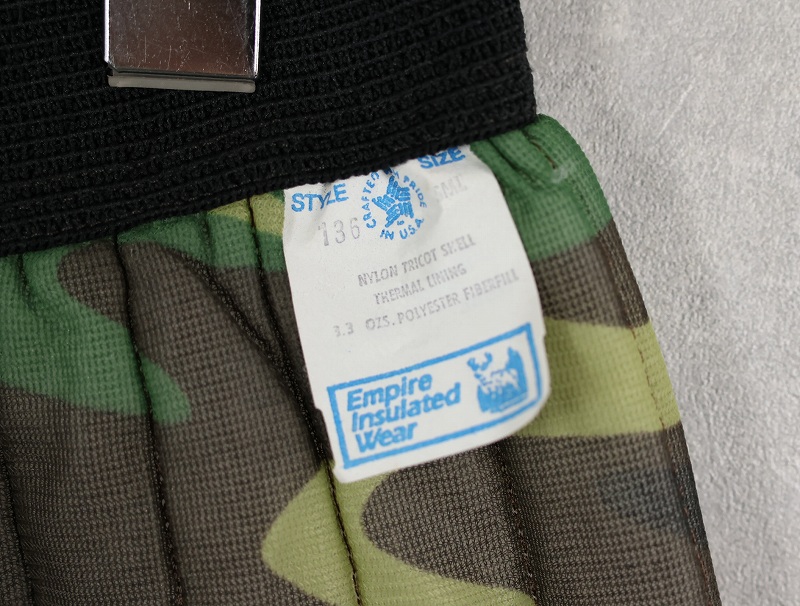 STYLE SIZE
CRAFTED WITH PRIDE
IN U.S.A.
136
NYLON TRICOT SHELL
THERMAL LINING
3.3 OZS. POLYESTER FIBERFILL
Empire
Insulated
Wear